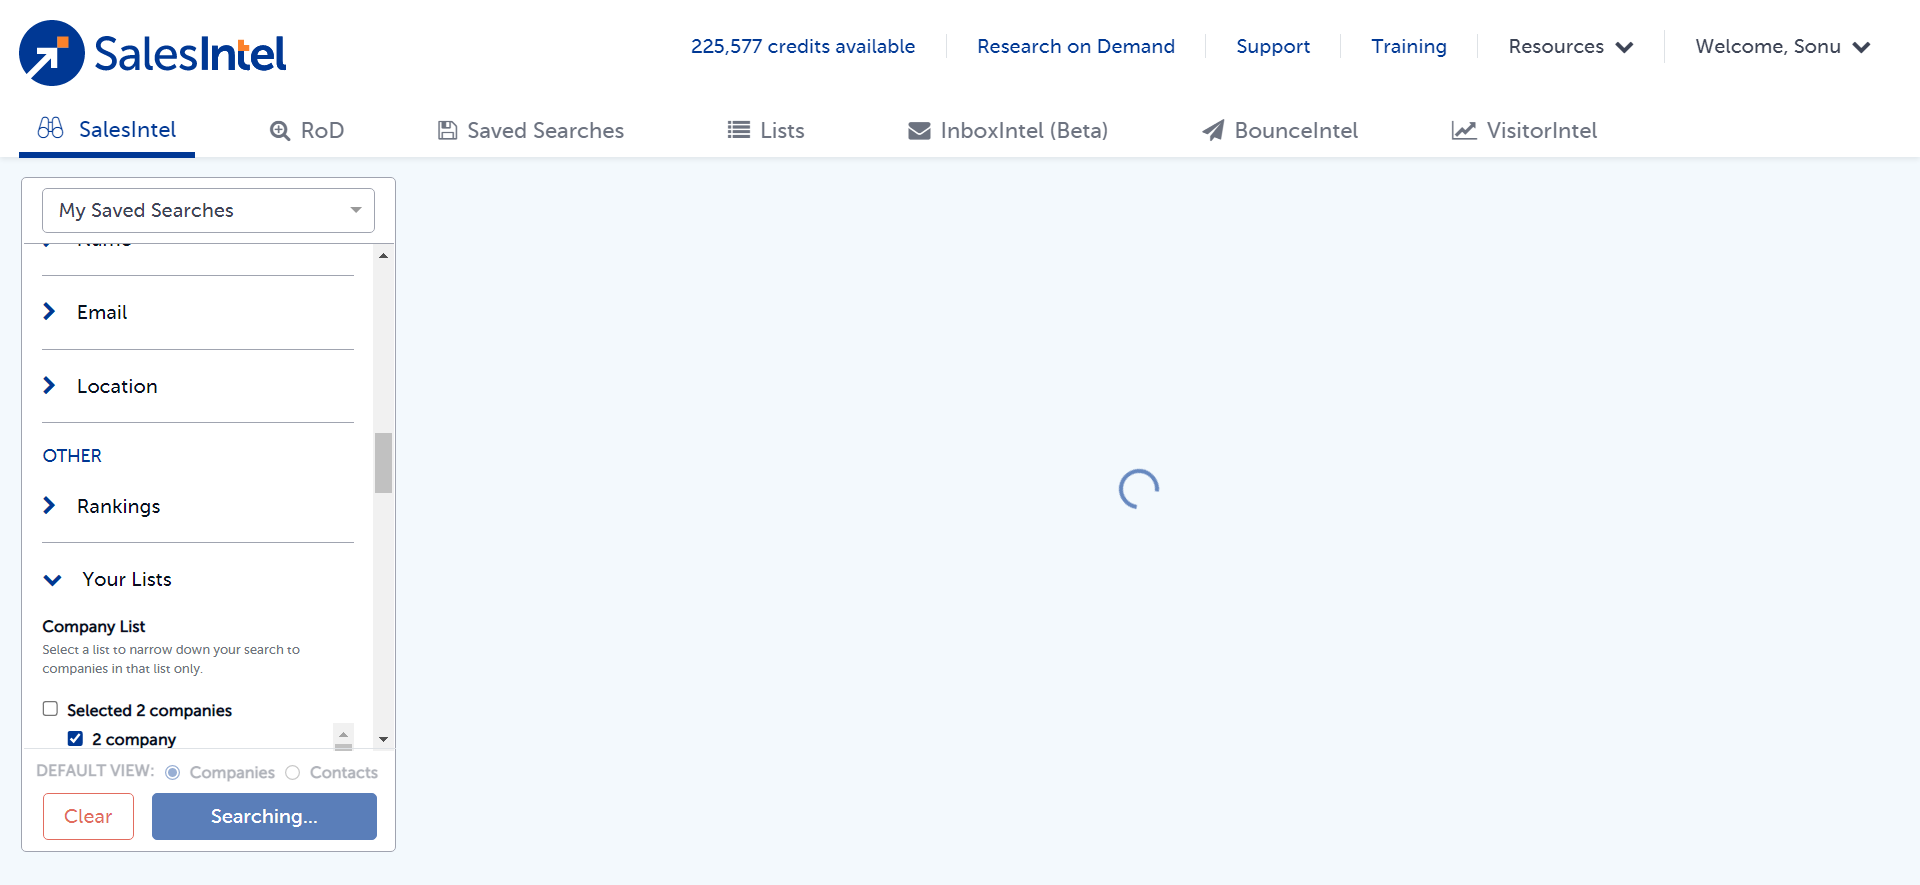 SalesIntel
225,577 credits available
Research on Demand
Support
Training
Resources
Welcome, Sonu
SalesIntel
RoD
Saved Searches
Lists
InboxIntel (Beta)
BounceIntel
VisitorIntel
My Saved Searches
Name
Email
Location
OTHER
Rankings
Your Lists
Company List
Select a list to narrow down your search to
companies in that list only.
Selected 2 companies
2 company
DEFAULT VIEW: Companies Contacts
Clear
Searching...